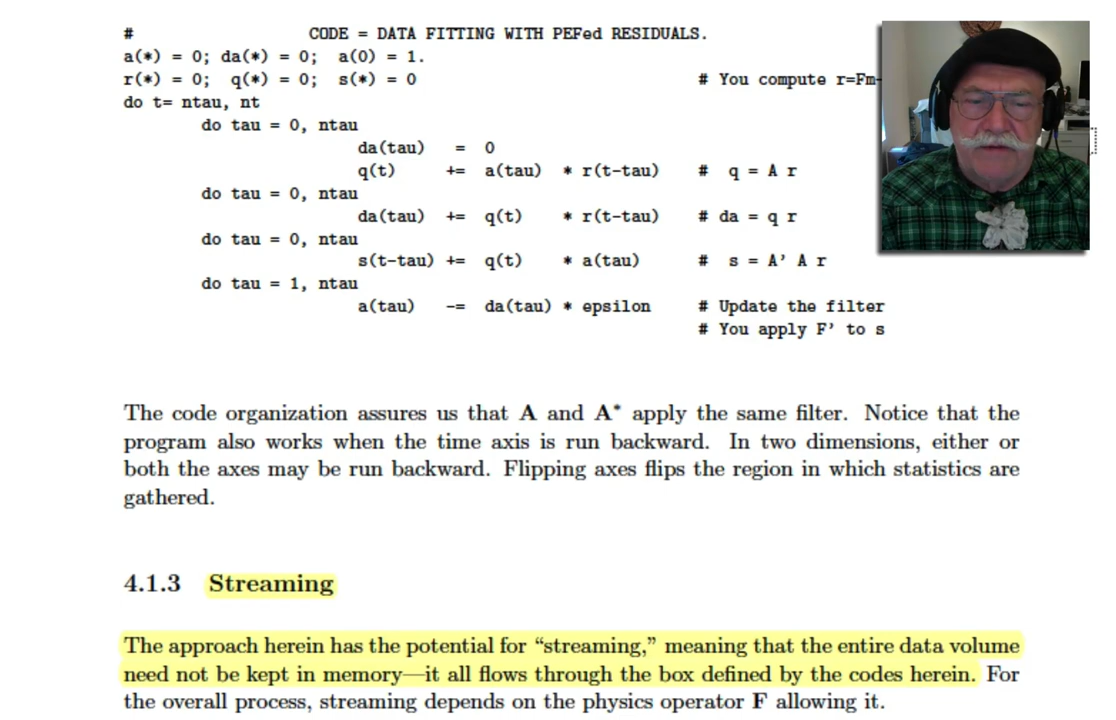 # CODE = DATA FITTING WITH PEFed RESIDUALS.
a(*) = 0; da(*) = 0; a(0) = 1.
r(*) = 0; q(*) = 0; s(*) = 0 # You compute r=Fm-
do t= ntau, nt
do tau = 0, ntau
da(tau) = 0
q(t) += a(tau) * r(t-tau) # q = A r
do tau = 0, ntau
da(tau) += q(t) * r(t-tau) # da = q r
do tau = 0, ntau
s(t-tau) += q(t) * a(tau) # s = A' A r
do tau = 1, ntau
a(tau) -= da(tau) * epsilon # Update the filter
# You apply F' to s
The code organization assures us that A and A* apply the same filter. Notice that the
program also works when the time axis is run backward. In two dimensions, either or
both the axes may be run backward. Flipping axes flips the region in which statistics are
gathered.
4.1.3 Streaming
The approach herein has the potential for “streaming,” meaning that the entire data volume
need not be kept in memory—it all flows through the box defined by the codes herein. For
the overall process, streaming depends on the physics operator F allowing it.